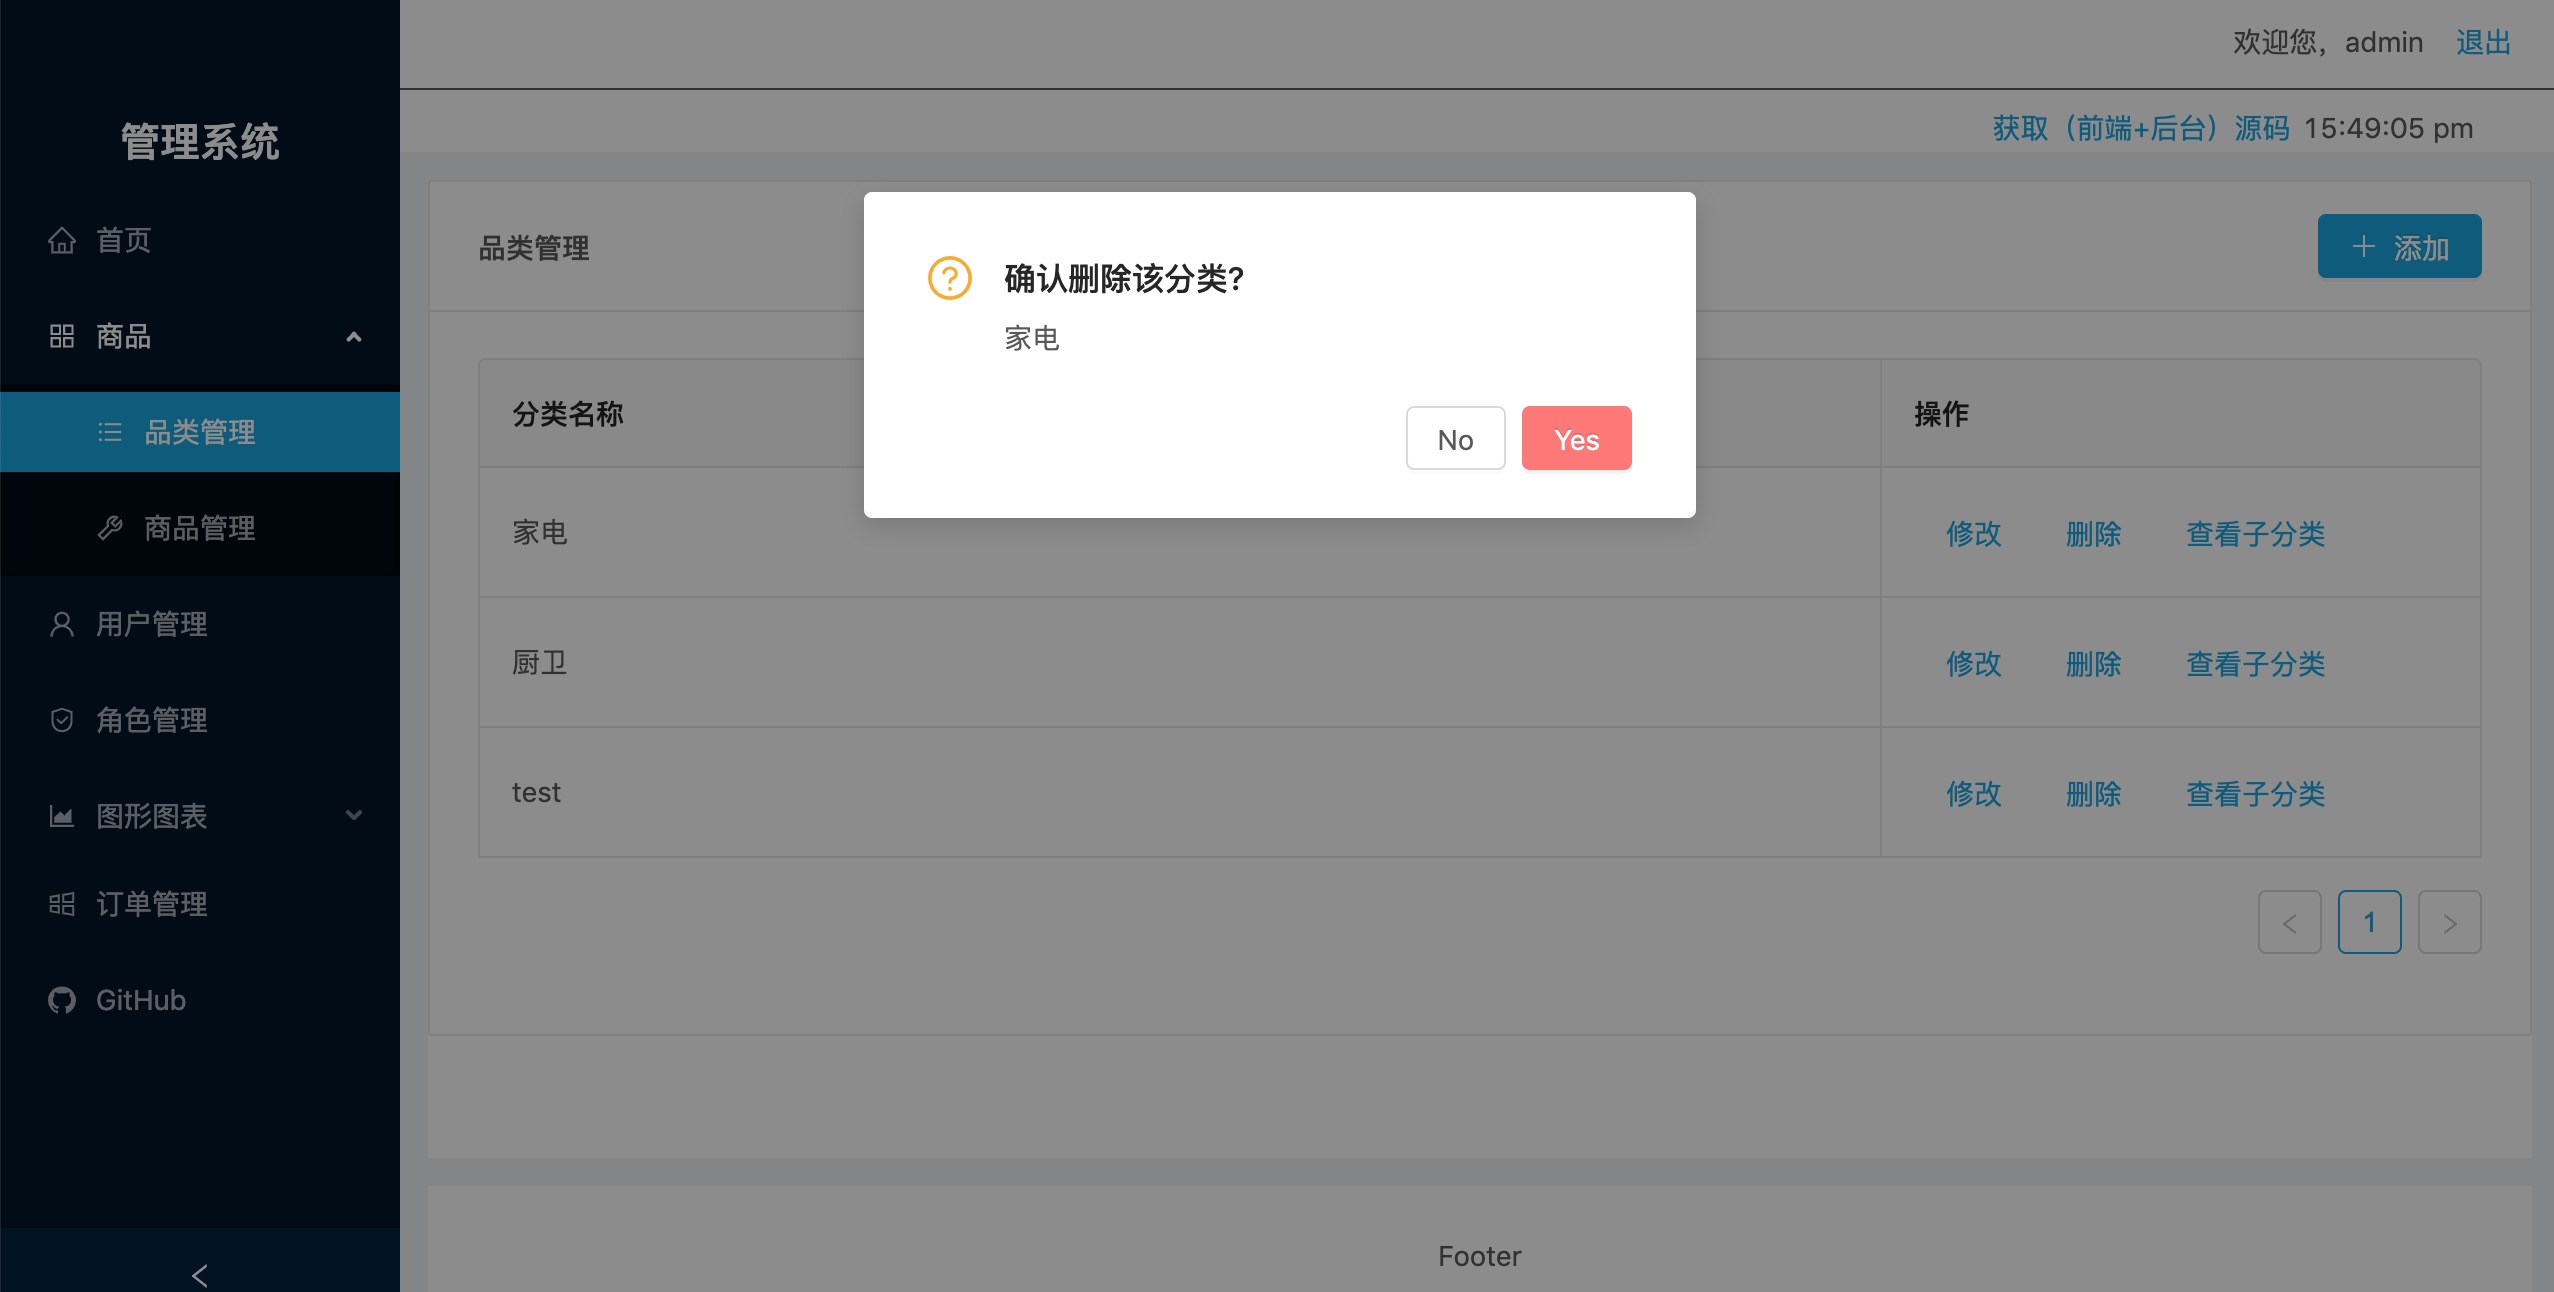 欢迎您，admin 退出
获取（前端+后台）源码 15:49:05 pm
管理系统
首页
商品
品类管理
商品管理
用户管理
角色管理
图形图表
订单管理
GitHub
品类管理
添加
确认删除该分类?
家电
No Yes
分类名称 操作
家电 修改 删除 查看子分类
厨卫 修改 删除 查看子分类
test 修改 删除 查看子分类
1
Footer